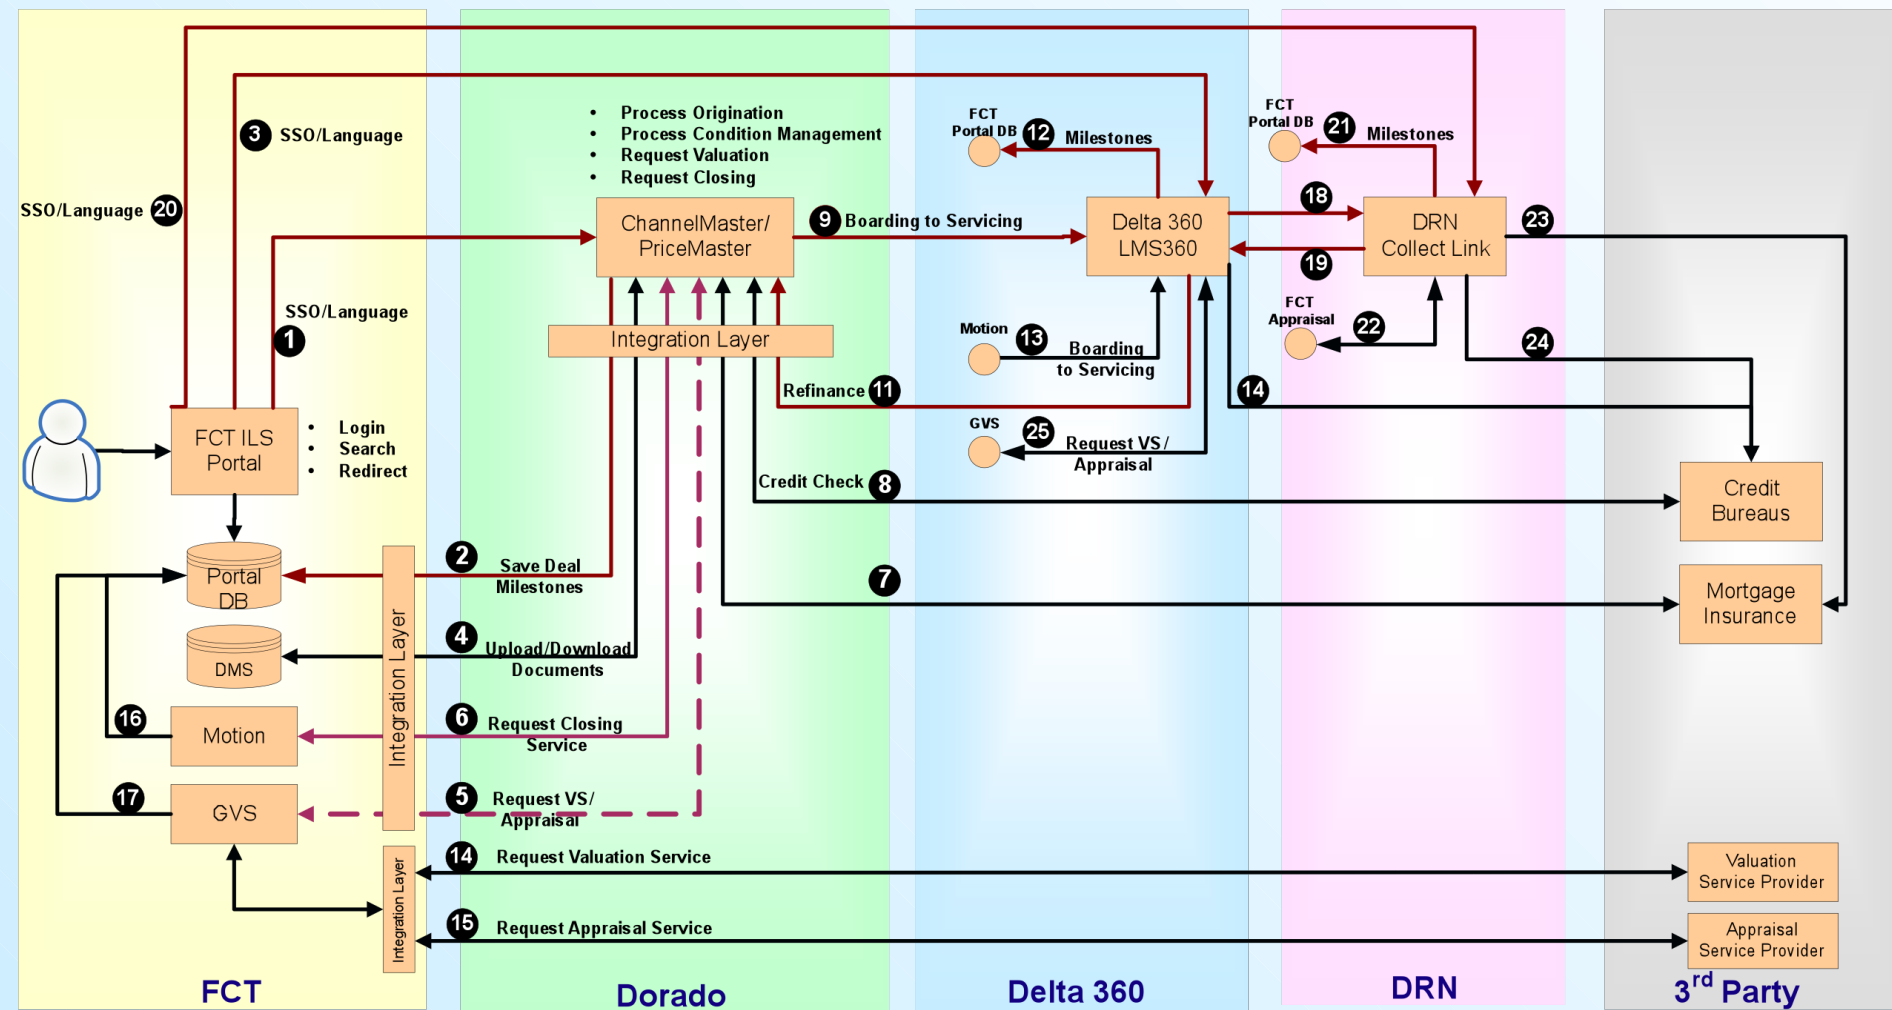 3 SSO/Language
SSO/Language 20
SSO/Language
1
FCT ILS
Portal
• Login
• Search
• Redirect
Portal
DB
DMS
16
Motion
17
GVS
Integration Layer
Integration Layer
FCT
• Process Origination
• Process Condition Management
• Request Valuation
• Request Closing
ChannelMaster/
PriceMaster
9 Boarding to Servicing
Integration Layer
Refinance 11
Credit Check 8
2 Save Deal
Milestones
7
4 Upload/Download
Documents
6 Request Closing
Service
5 Request VS/
Appraisal
14 Request Valuation Service
15 Request Appraisal Service
Dorado
FCT
Portal DB 12 Milestones
Delta 360
LMS360
Motion 13 Boarding
to Servicing
GVS 25 Request VS/
Appraisal
14
Delta 360
FCT
Portal DB 21 Milestones
18
19
DRN
Collect Link
23
FCT
Appraisal 22
24
DRN
Credit
Bureaus
Mortgage
Insurance
Valuation
Service Provider
Appraisal
Service Provider
3rd Party